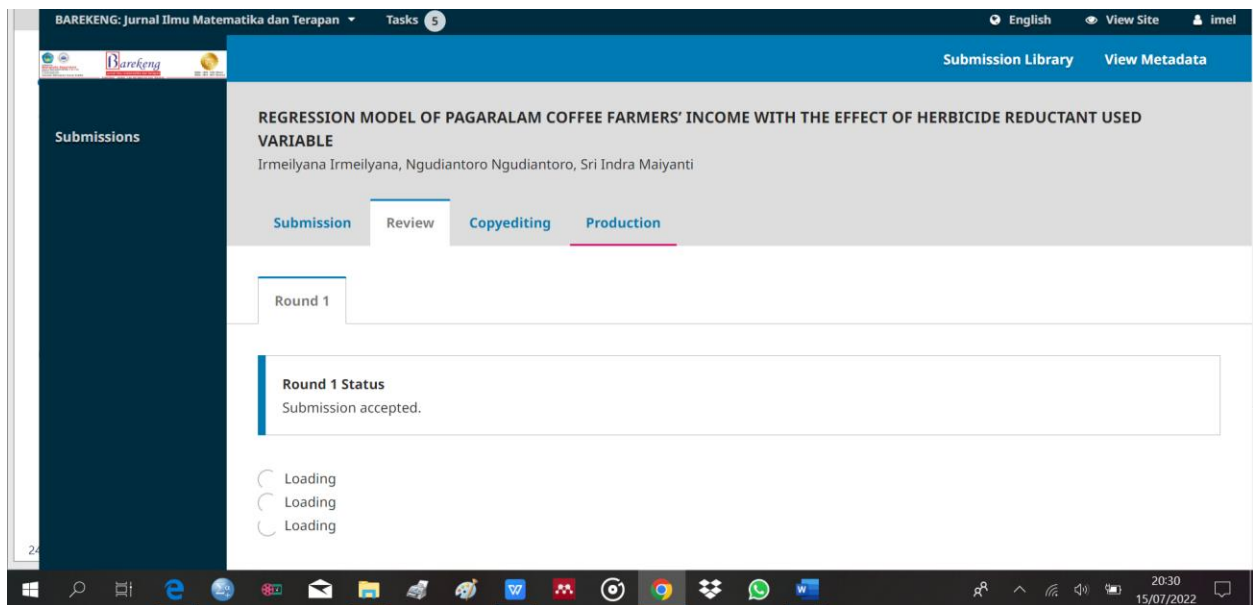 BAREKENG: Jurnal Ilmu Matematika dan Terapan Tasks 5 English View Site imel
Barekeng
Submission Library View Metadata
Submissions
REGRESSION MODEL OF PAGARALAM COFFEE FARMERS' INCOME WITH THE EFFECT OF HERBICIDE REDUCTANT USED
VARIABLE
Irmeilyana Irmeilyana, Ngudiantoro Ngudiantoro, Sri Indra Maiyanti
Submission Review Copyediting Production
Round 1
Round 1 Status
Submission accepted.
Loading
Loading
Loading
24
20:30
15/07/2022